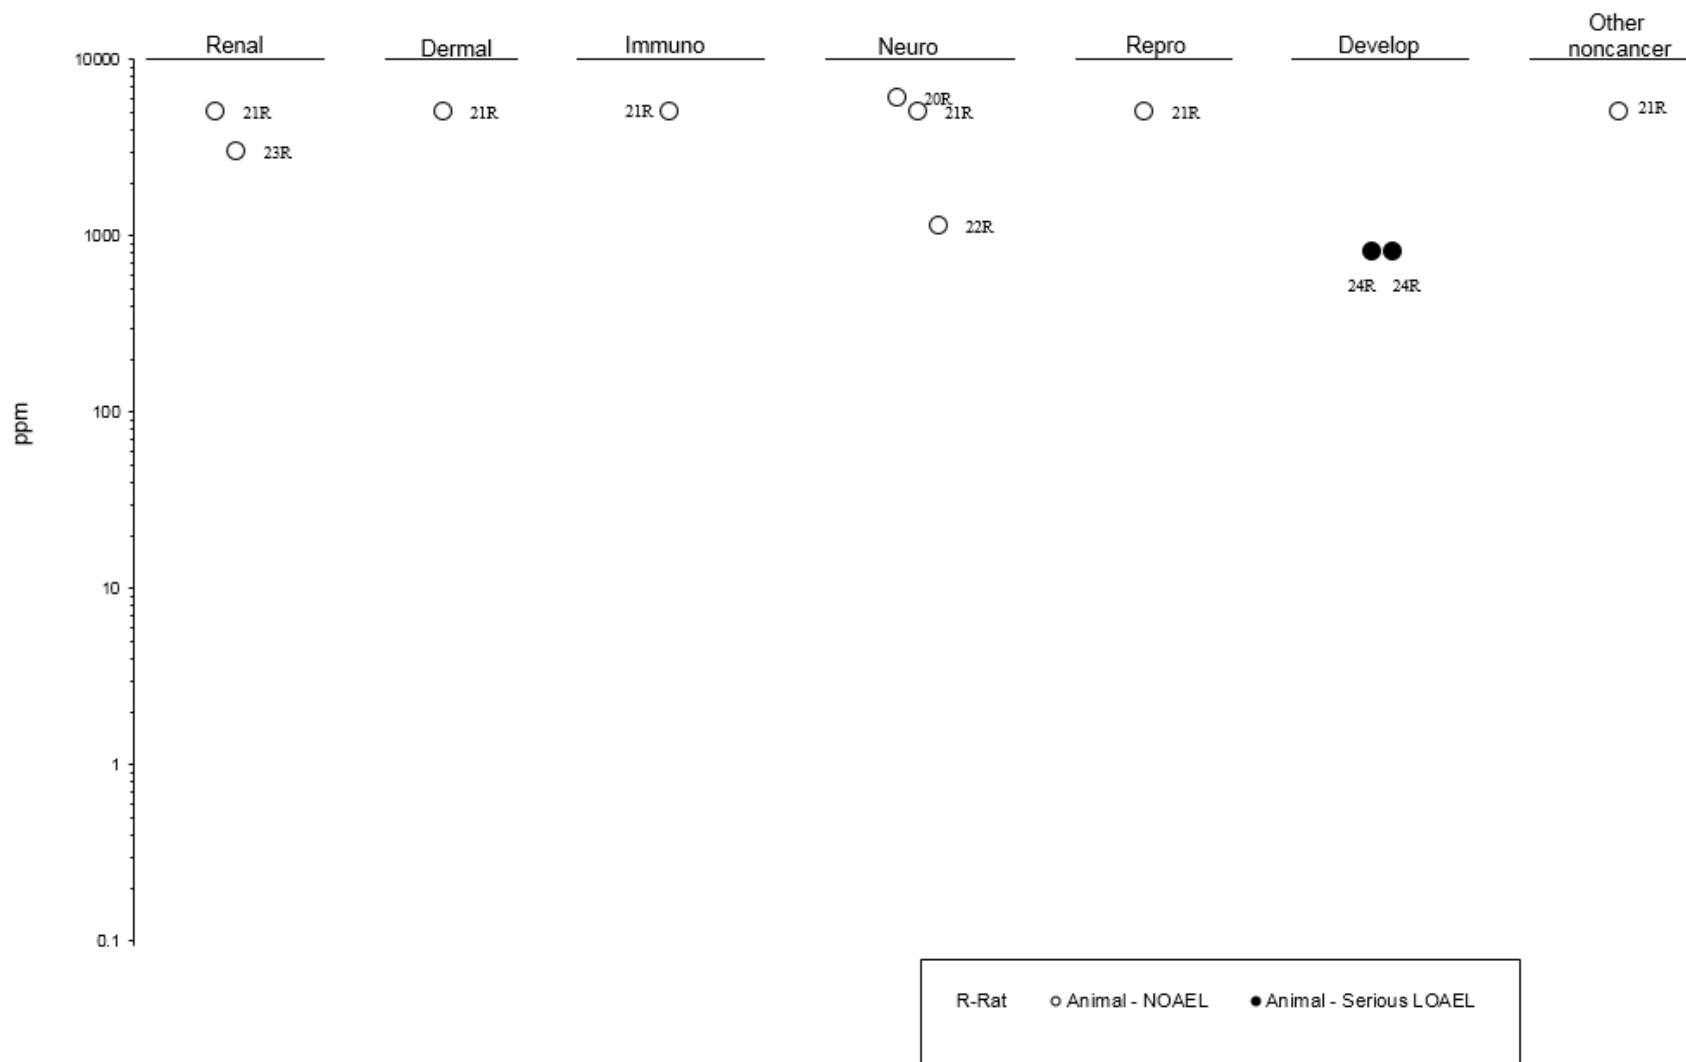 Renal
Dermal
Immuno
Neuro
Repro
Develop
Other
noncancer
10000
1000
100
10
1
0.1
ppm
21R
23R
21R
21R
20R
21R
22R
21R
24R 24R
21R
R-Rat Animal - NOAEL Animal - Serious LOAEL